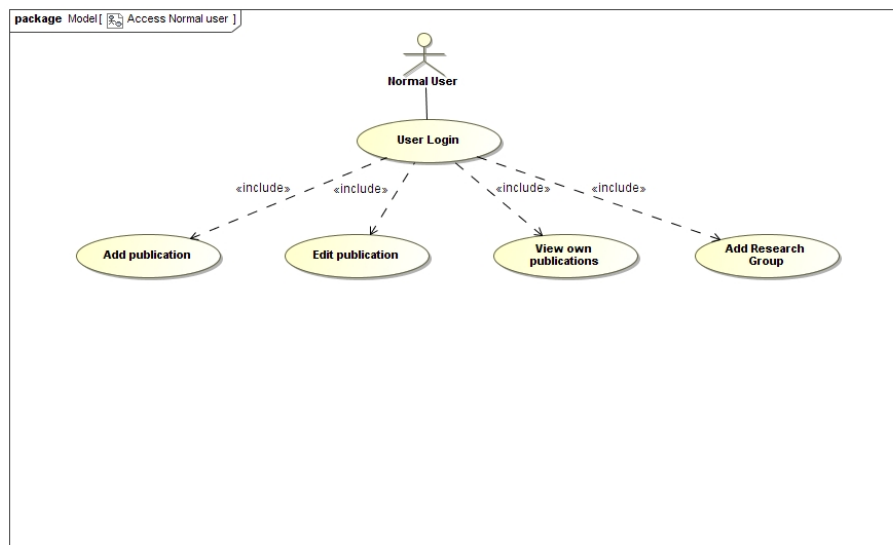 package Model[ Access Normal user ]
Normal User
User Login
«include»
«include»
«include»
«include»
Add publication
Edit publication
View own
publications
Add Research
Group